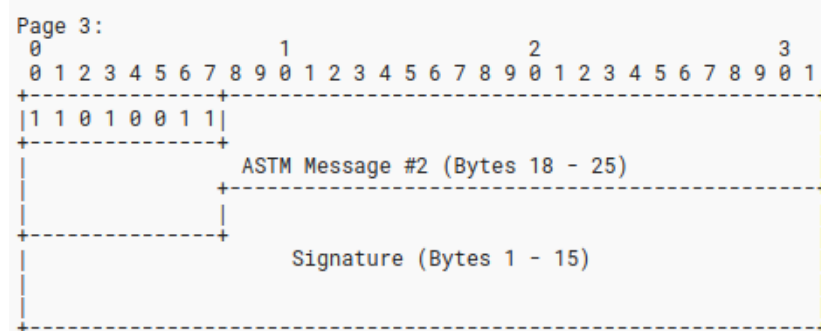 Page 3:
0 1 2 3
0 1 2 3 4 5 6 7 8 9 0 1 2 3 4 5 6 7 8 9 0 1 2 3 4 5 6 7 8 9 0 1
+---------------+-----------------------------------------------
|1 1 0 1 0 0 1 1|
+---------------+
| ASTM Message #2 (Bytes 18 - 25)
| +-----------------------------------------------
| |
+---------------+
| Signature (Bytes 1 - 15)
|
|
+---------------------------------------------------------------